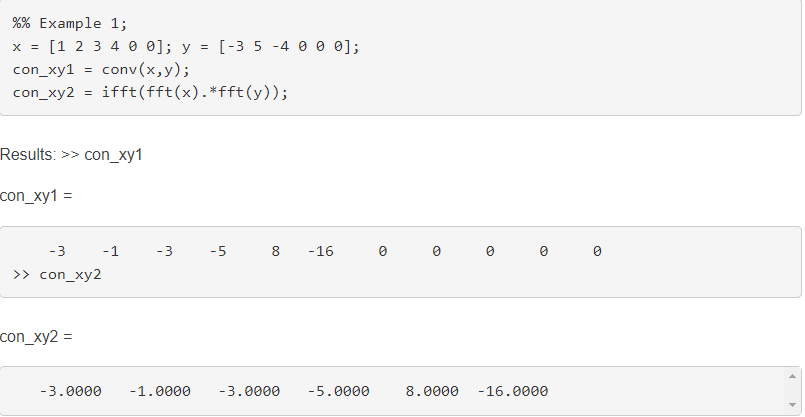 %% Example 1;
x = [1 2 3 4 0 0]; y = [-3 5 -4 0 0 0];
con_xy1 = conv(x,y);
con_xy2 = ifft(fft(x).*fft(y));
Results: >> con_xy1
con_xy1 =
-3 -1 -3 -5 8 -16 0 0 0 0 0
>> con_xy2
con_xy2 =
-3.0000 -1.0000 -3.0000 -5.0000 8.0000 -16.0000